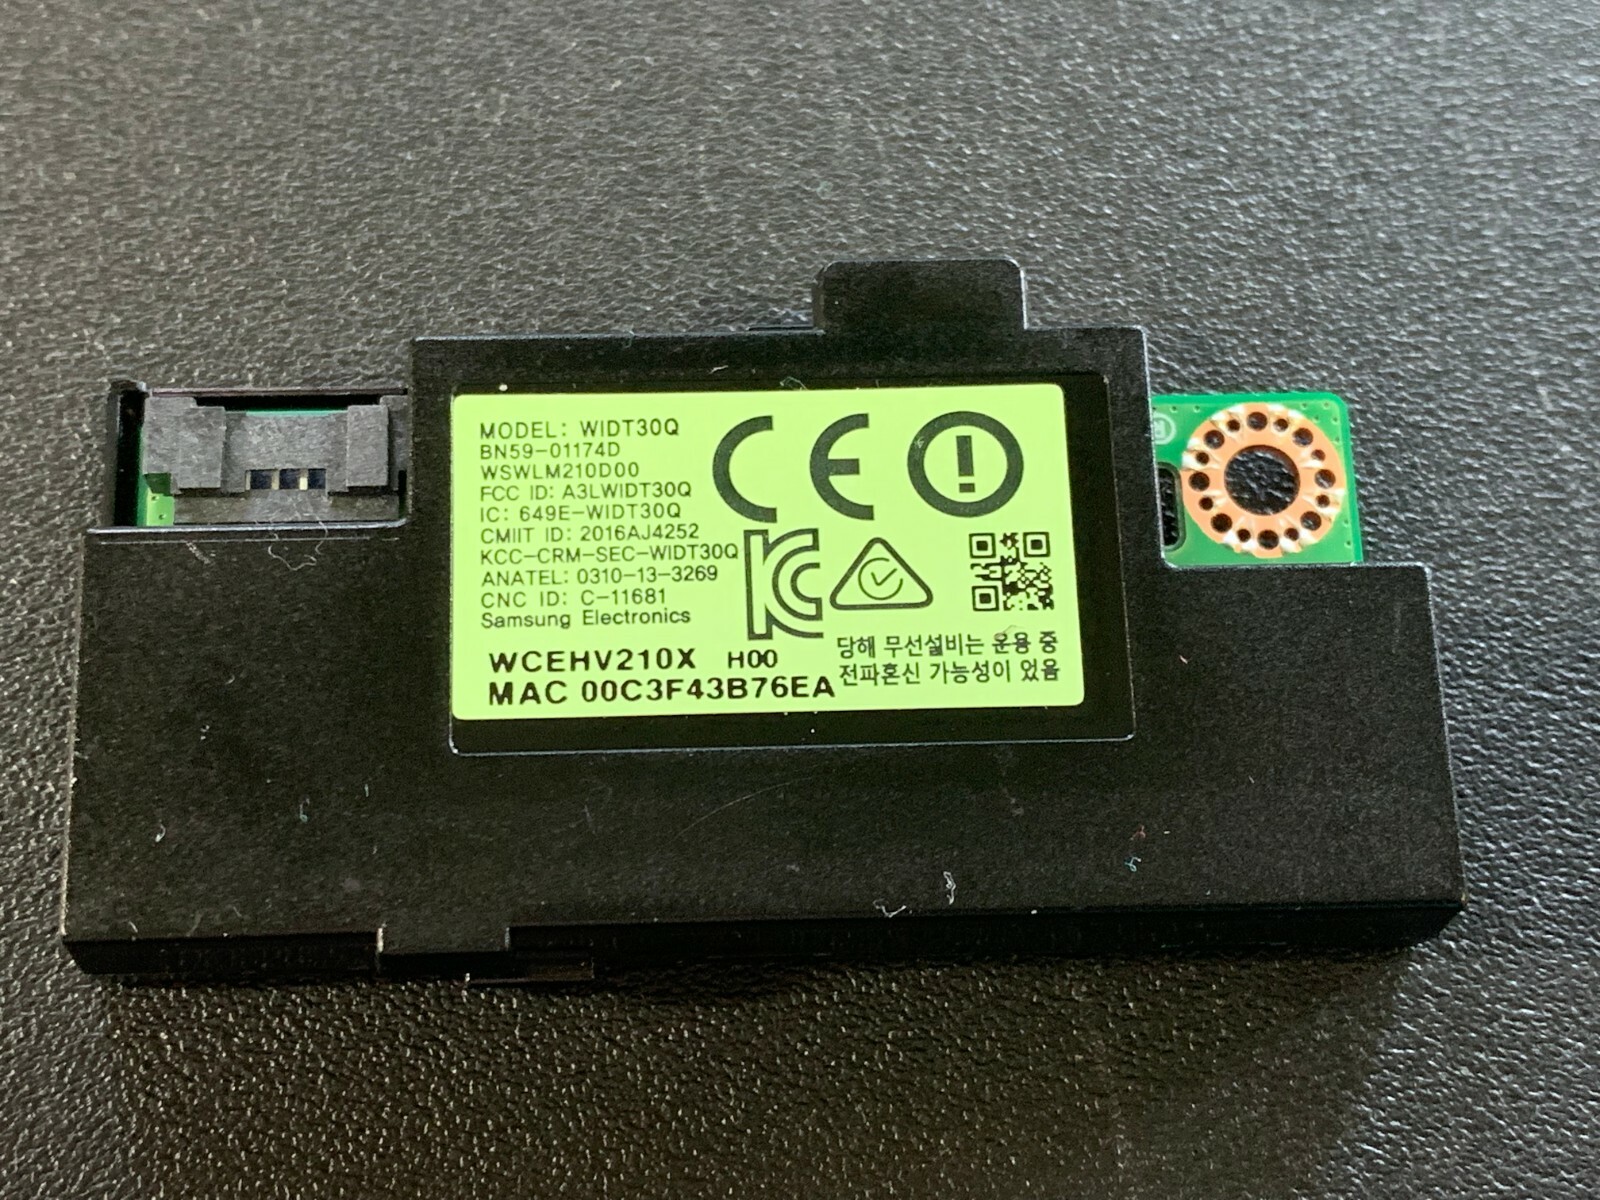 MODEL: WIDT30Q
BN59-01174D
WSWLM210D00
FCC ID: A3LWIDT30Q
IC: 649E-WIDT30Q
CMIIT ID: 2016AJ4252
KCC-CRM-SEC-WIDT30Q
ANATEL: 0310-13-3269
CNC ID: C-11681
Samsung Electronics
WCEHV210X H00
MAC 00C3F43B76EA
CE
KC
당해 무선설비는 운용 중
전파혼신 가능성이 있음